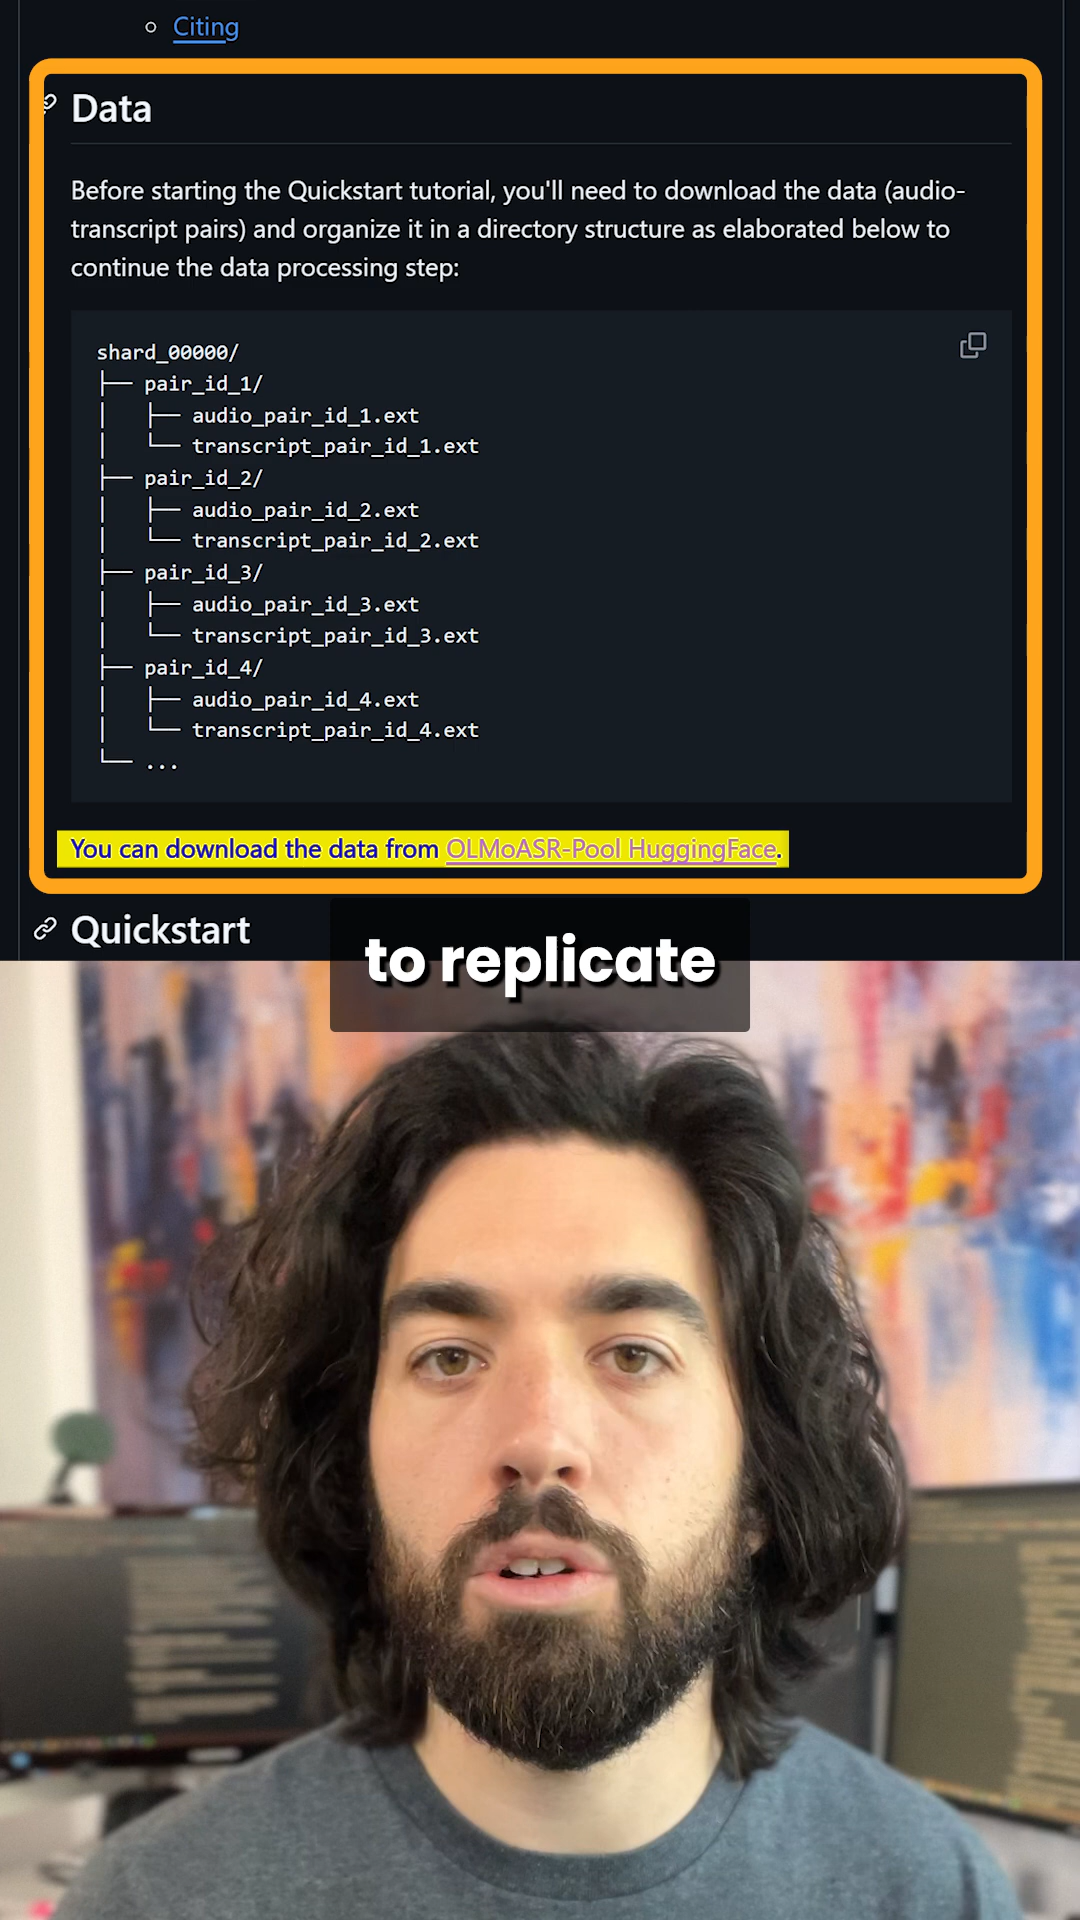 Citing
Data
Before starting the Quickstart tutorial, you'll need to download the data (audio-
transcript pairs) and organize it in a directory structure as elaborated below to
continue the data processing step:
shard_00000/
├── pair_id_1/
│   ├── audio_pair_id_1.ext
│   └── transcript_pair_id_1.ext
├── pair_id_2/
│   ├── audio_pair_id_2.ext
│   └── transcript_pair_id_2.ext
├── pair_id_3/
│   ├── audio_pair_id_3.ext
│   └── transcript_pair_id_3.ext
├── pair_id_4/
│   ├── audio_pair_id_4.ext
│   └── transcript_pair_id_4.ext
└── ...
You can download the data from OLMoASR-Pool HuggingFace.
Quickstart
to replicate